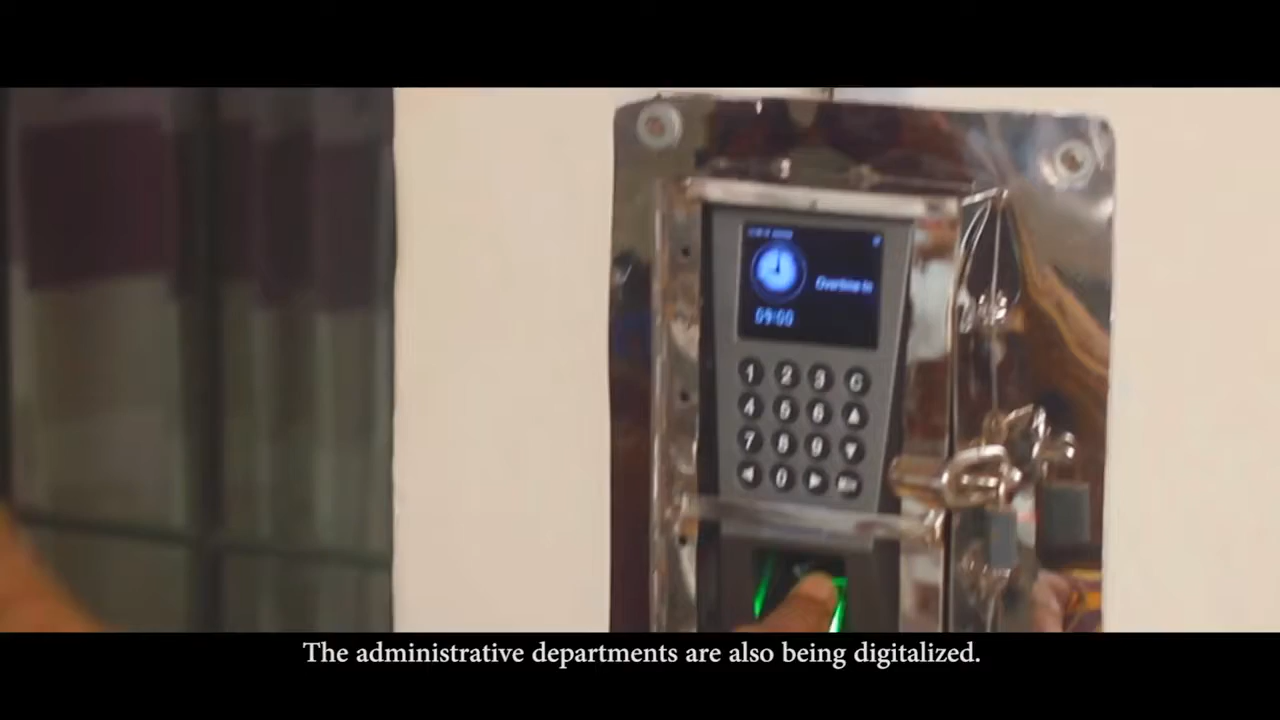 Overtime In
09:00
1 2 3 C
4 5 6
7 8 9
0
The administrative departments are also being digitalized.